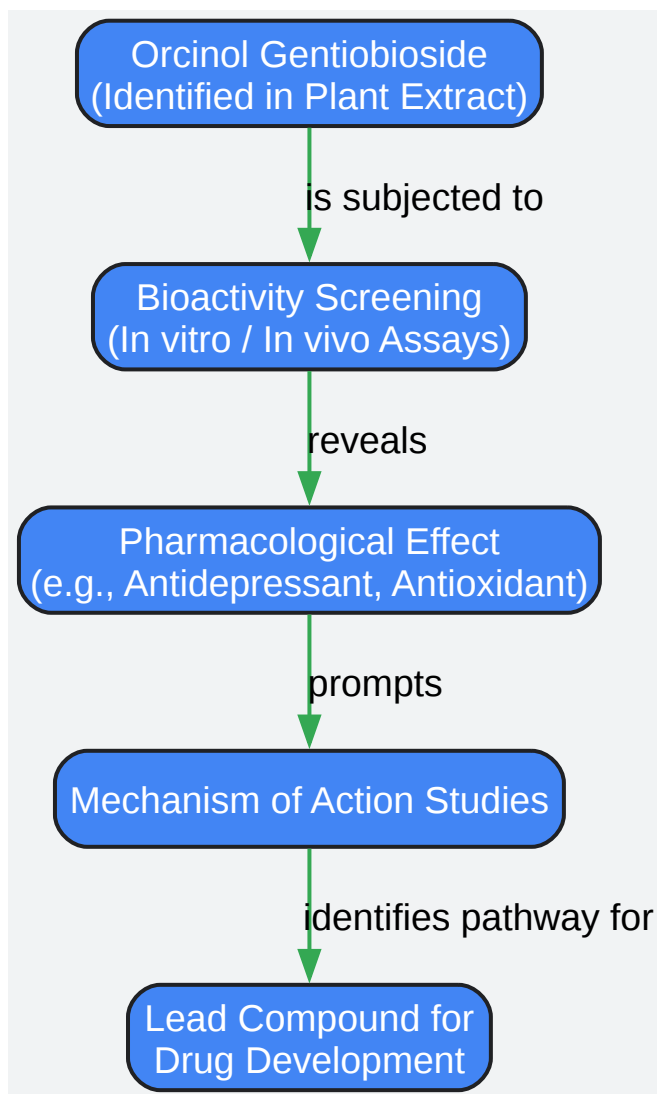 Orcinol Gentiobioside
(Identified in Plant Extract)
is subjected to
Bioactivity Screening
(In vitro / In vivo Assays)
reveals
Pharmacological Effect
(e.g., Antidepressant, Antioxidant)
prompts
Mechanism of Action Studies
identifies pathway for
Lead Compound for
Drug Development